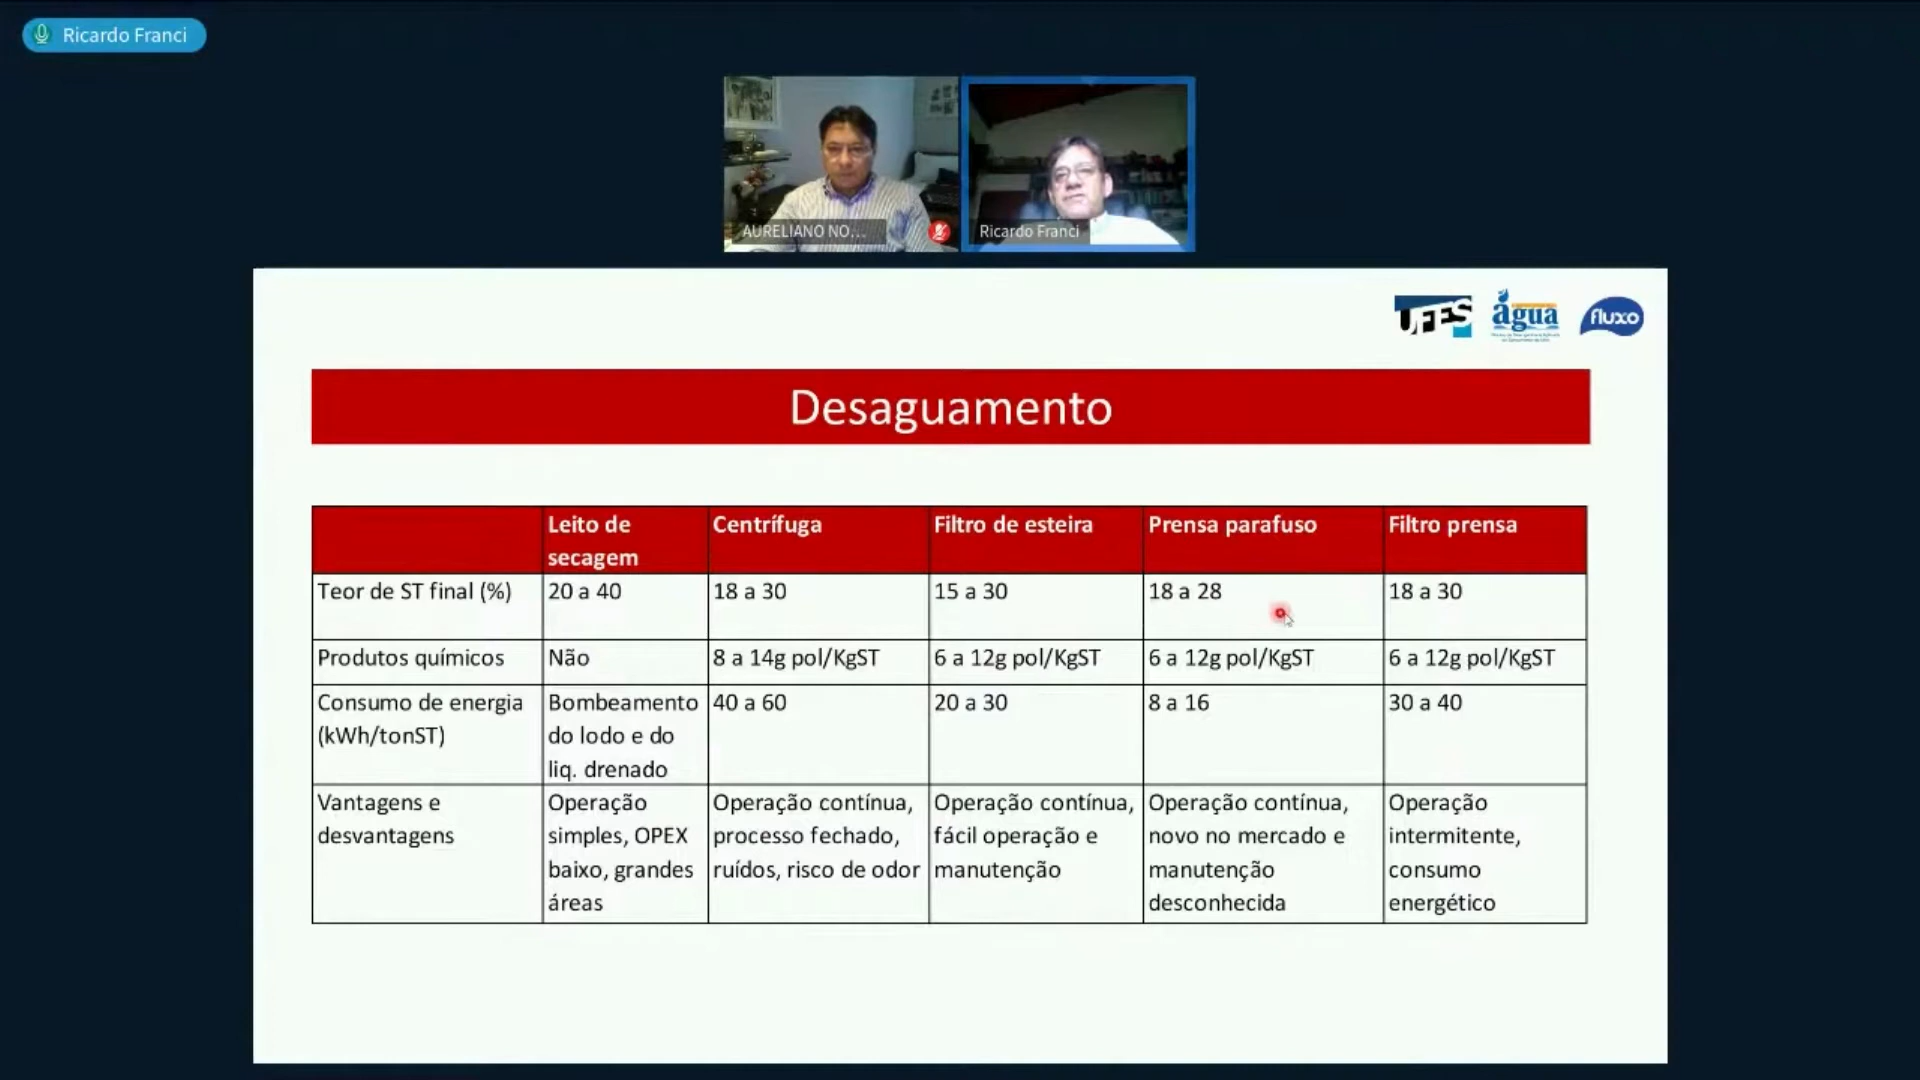 Ricardo Franci
AURELIANO NO...
Ricardo Franci
UFES
água
fluxo
Desaguamento
Leito de
secagem
Centrífuga
Filtro de esteira
Prensa parafuso
Filtro prensa
Teor de ST final (%)
20 a 40
18 a 30
15 a 30
18 a 28
18 a 30
Produtos químicos
Não
8 a 14g pol/KgST
6 a 12g pol/KgST
6 a 12g pol/KgST
6 a 12g pol/KgST
Consumo de energia
(kWh/tonST)
Bombeamento
do lodo e do
liq. drenado
40 a 60
20 a 30
8 a 16
30 a 40
Vantagens e
desvantagens
Operação
simples, OPEX
baixo, grandes
áreas
Operação contínua,
processo fechado,
ruídos, risco de odor
Operação contínua,
fácil operação e
manutenção
Operação contínua,
novo no mercado e
manutenção
desconhecida
Operação
intermitente,
consumo
energético